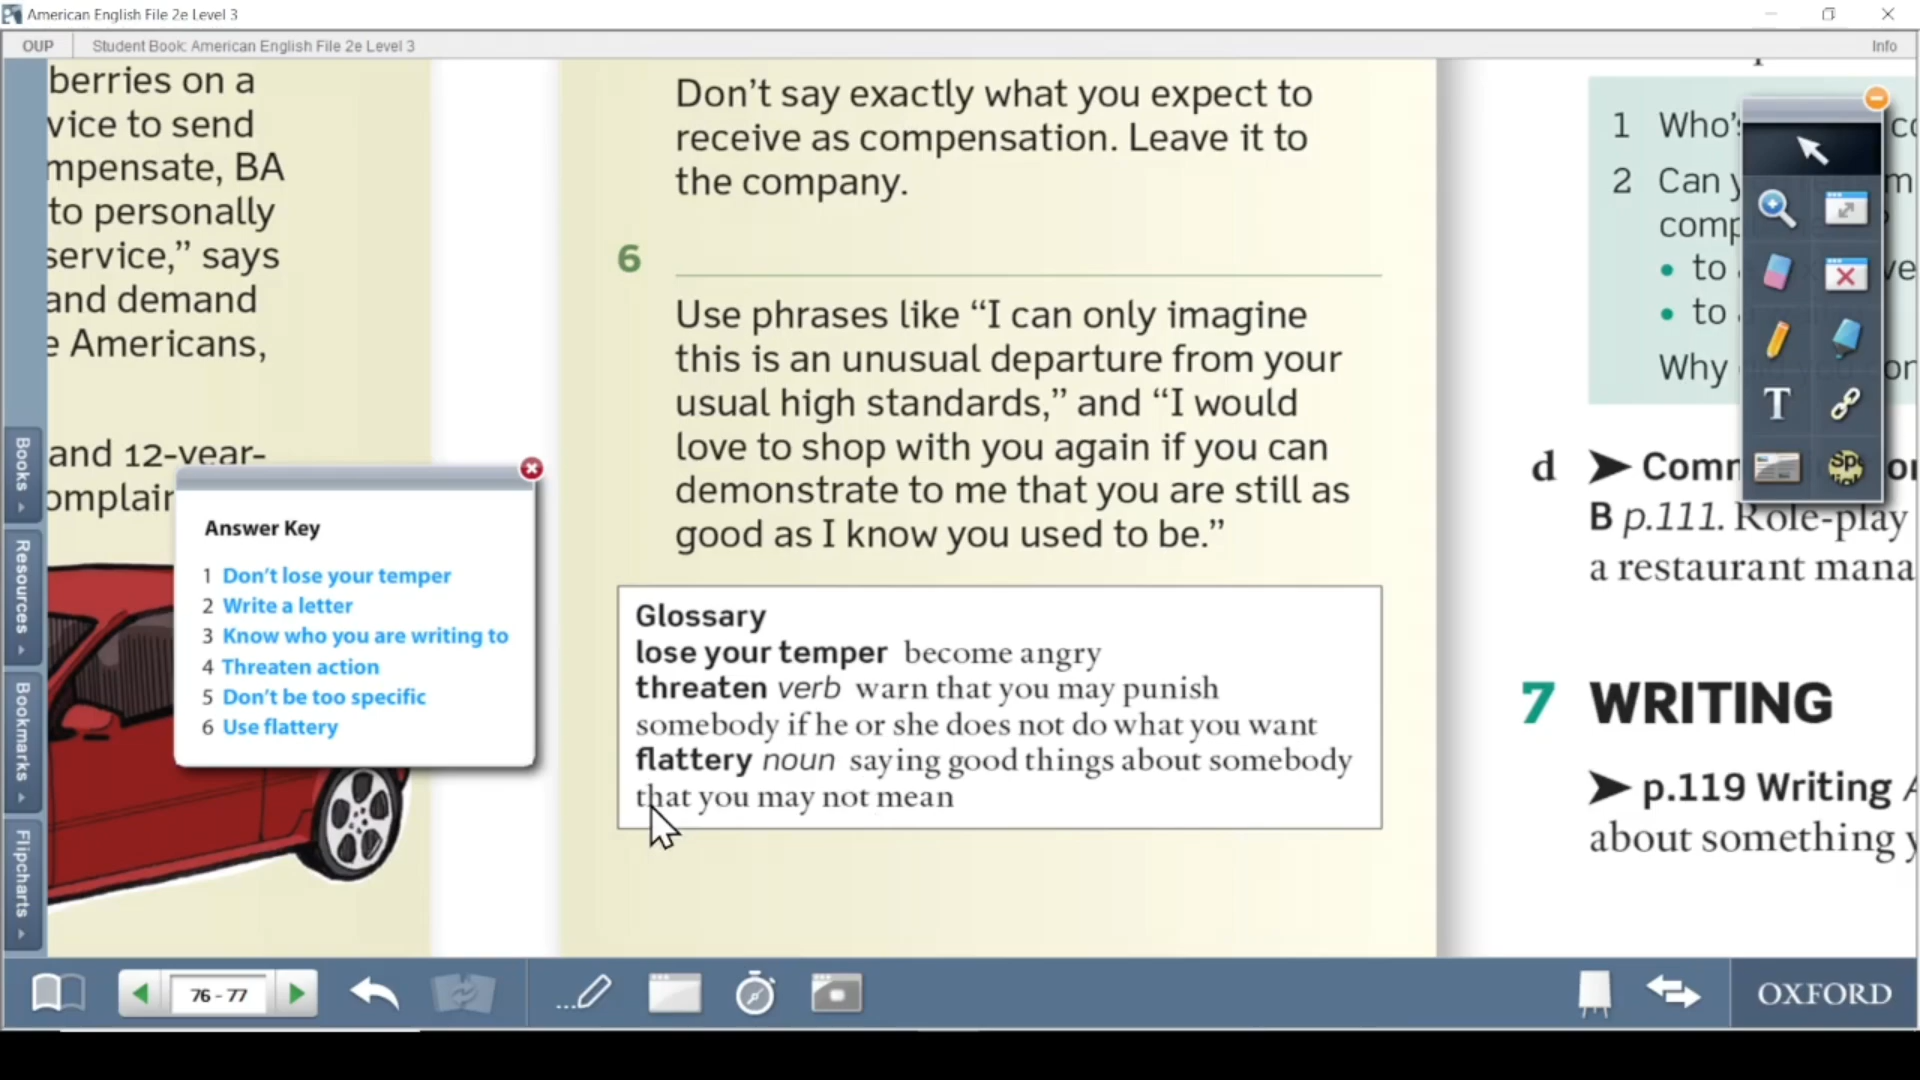 American English File 2e Level 3
OUP
Student Book: American English File 2e Level 3
Info
berries on a
vice to send
mpensate, BA
to personally
service,” says
and demand
e Americans,
and 12-year-
omplain
Answer Key
1 Don’t lose your temper
2 Write a letter
3 Know who you are writing to
4 Threaten action
5 Don’t be too specific
6 Use flattery
Don’t say exactly what you expect to
receive as compensation. Leave it to
the company.
6
Use phrases like “I can only imagine
this is an unusual departure from your
usual high standards,” and “I would
love to shop with you again if you can
demonstrate to me that you are still as
good as I know you used to be.”
Glossary
lose your temper become angry
threaten verb warn that you may punish
somebody if he or she does not do what you want
flattery noun saying good things about somebody
that you may not mean
1 Who’s
2 Can
comp
• to
• to
Why
d Comm
B p.111. Role-play
a restaurant mana
7 WRITING
p.119 Writing
about something y
Books
Resources
Bookmarks
Flipcharts
T
76 - 77
OXFORD